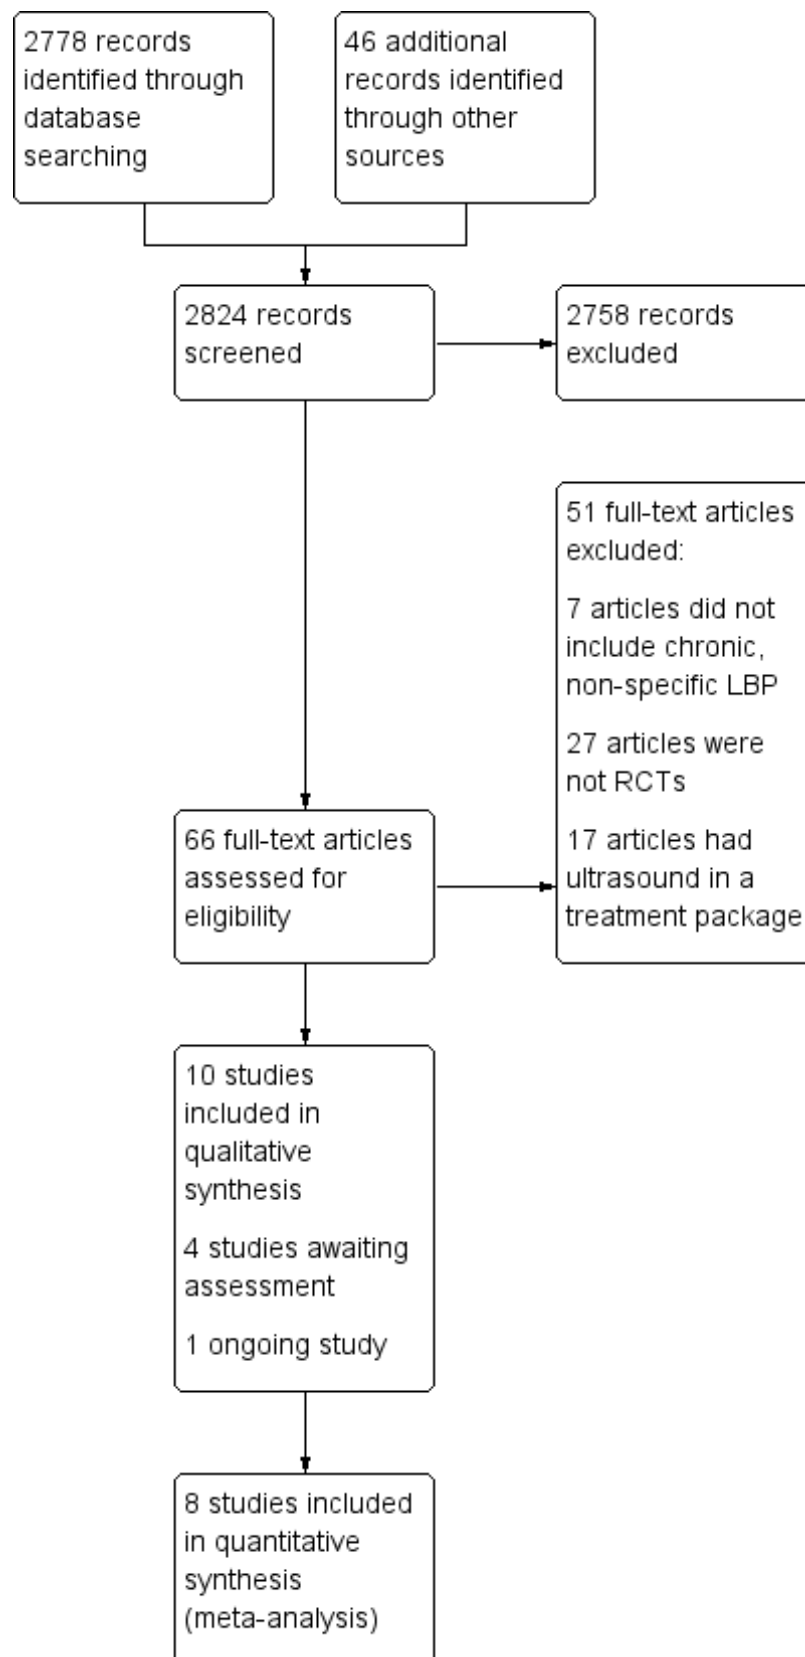 2778 records
identified through
database
searching
46 additional
records identified
through other
sources
2824 records
screened
2758 records
excluded
51 full-text articles
excluded:
7 articles did not
include chronic,
non-specific LBP
27 articles were
not RCTs
17 articles had
ultrasound in a
treatment package
66 full-text articles
assessed for
eligibility
10 studies
included in
qualitative
synthesis
4 studies awaiting
assessment
1 ongoing study
8 studies included
in quantitative
synthesis
(meta-analysis)